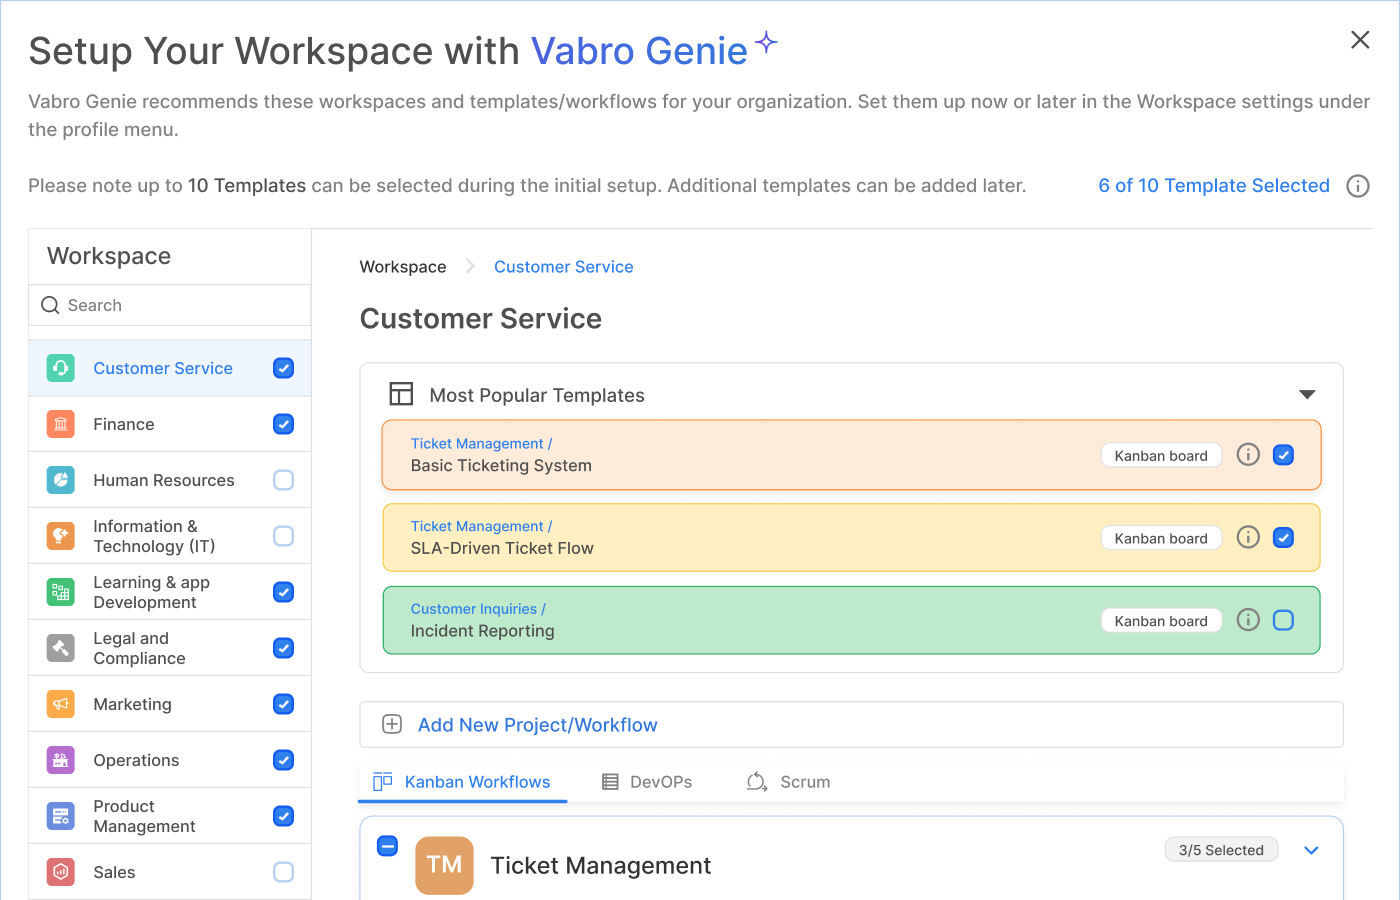 Setup Your Workspace with Vabro Genie
Vabro Genie recommends these workspaces and templates/workflows for your organization. Set them up now or later in the Workspace settings under
the profile menu.
Please note up to 10 Templates can be selected during the initial setup. Additional templates can be added later.
6 of 10 Template Selected
Workspace
Search
Customer Service
Finance
Human Resources
Information &
Technology (IT)
Learning & app
Development
Legal and
Compliance
Marketing
Operations
Product
Management
Sales
Workspace
Customer Service
Customer Service
Most Popular Templates
Ticket Management /
Basic Ticketing System
Kanban board
Ticket Management /
SLA-Driven Ticket Flow
Kanban board
Customer Inquiries /
Incident Reporting
Kanban board
Add New Project/Workflow
Kanban Workflows
DevOPs
Scrum
TM
Ticket Management
3/5 Selected